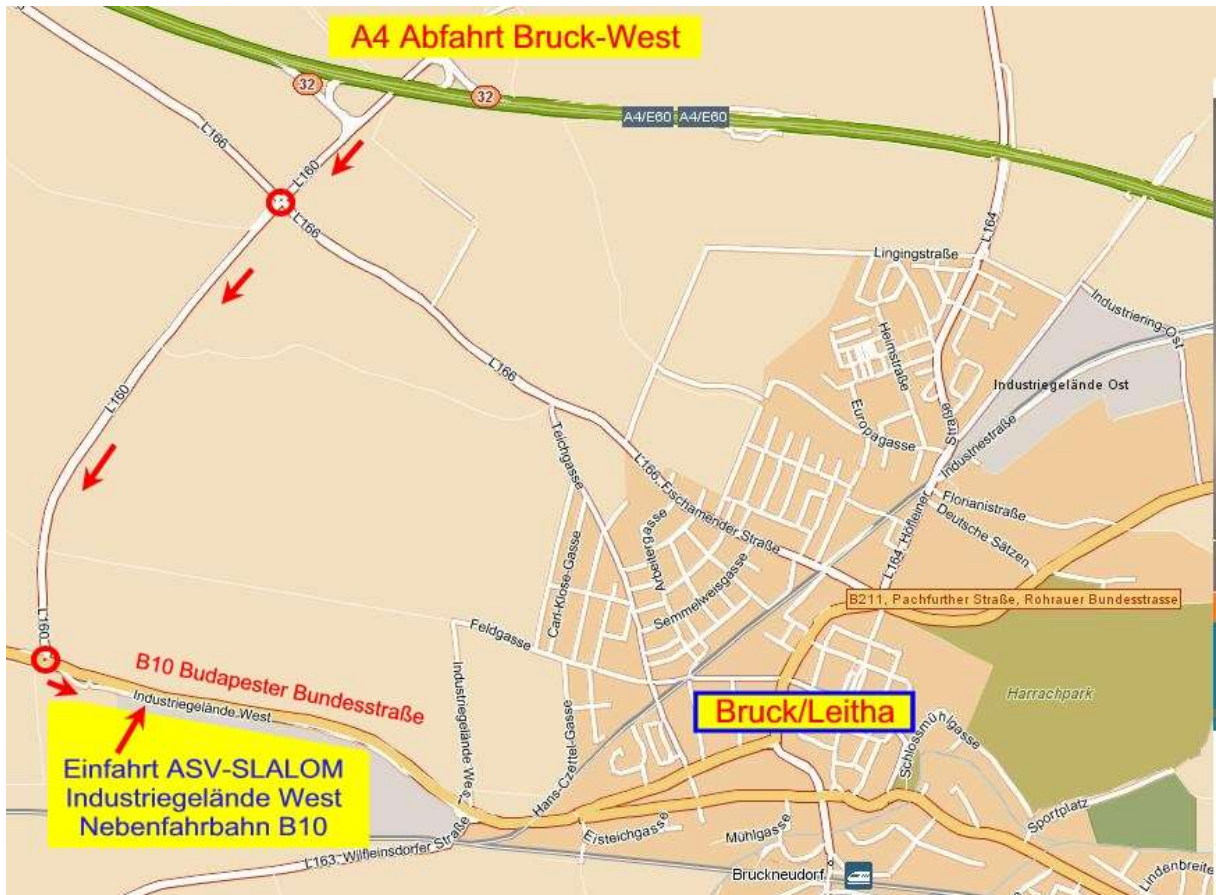 A4 Abfahrt Bruck-West
32
32
A4/E60
A4/E60
L166
L160
L166
L164
Lingingstraße
Industriering-Ost
Heimstraße
L160
L166
Industriegelände Ost
Europagasse
Straße
Teichgasse
Industriestraße
L166, Fischamender Straße
Florianistraße
Deutsche Sätzen
L164, Höfleiner
Arbeitergasse
Carl-Klose-Gasse
Semmelweisgasse
B211, Pachfurther Straße, Rohrauer Bundesstrasse
L160
Feldgasse
B10 Budapester Bundesstraße
Industriegelände West
Industriegelände Wes
Hans-Czettel-Gasse
Bruck/Leitha
Harrachpark
Schlossmühlgasse
Einfahrt ASV-SLALOM
Industriegelände West
Nebenfahrbahn B10
Sportplatz
Eisteichgasse
Mühlgasse
L163, Wilfleinsdorfer Straße
Bruckneudorf
Lindenbreite